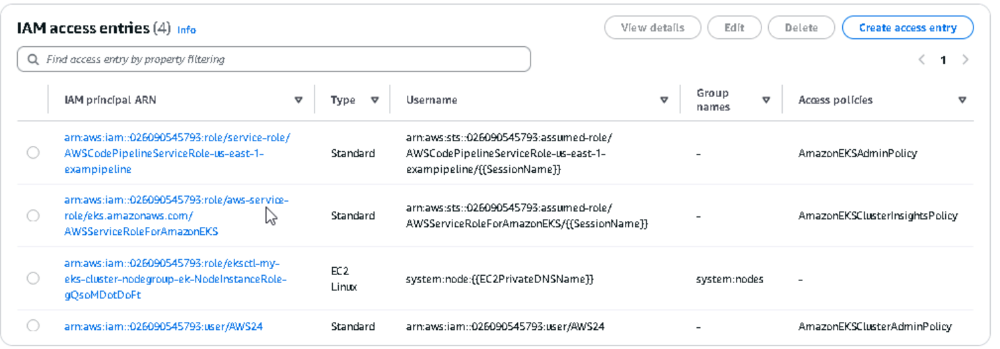 IAM access entries (4) Info
View details
Edit
Delete
Create access entry
Find access entry by property filtering
1
IAM principal ARN
Type
Username
Group
names
Access policies
arn:aws:iam::026090545793:role/service-role/
AWSCodePipelineServiceRole-us-east-1-
exampipeline
Standard
arn:aws:sts::026090545793:assumed-role/
AWSCodePipelineServiceRole-us-east-1-
exampipeline/{{SessionName}}
-
AmazonEKSAdminPolicy
arn:aws:iam::026090545793:role/aws-service-
role/eks.amazonaws.com/
AWSServiceRoleForAmazonEKS
Standard
arn:aws:sts::026090545793:assumed-role/
AWSServiceRoleForAmazonEKS/{{SessionName}}
-
AmazonEKSClusterInsightsPolicy
arn:aws:iam::026090545793:role/eksctl-my-
eks-cluster-nodegroup-ek-NodeInstanceRole-
gQsoMDotDoFt
EC2
Linux
system:node:{{EC2PrivateDNSName}}
system:nodes
-
arn:aws:iam::026090545793:user/AWS24
Standard
arn:aws:iam::026090545793:user/AWS24
-
AmazonEKSClusterAdminPolicy